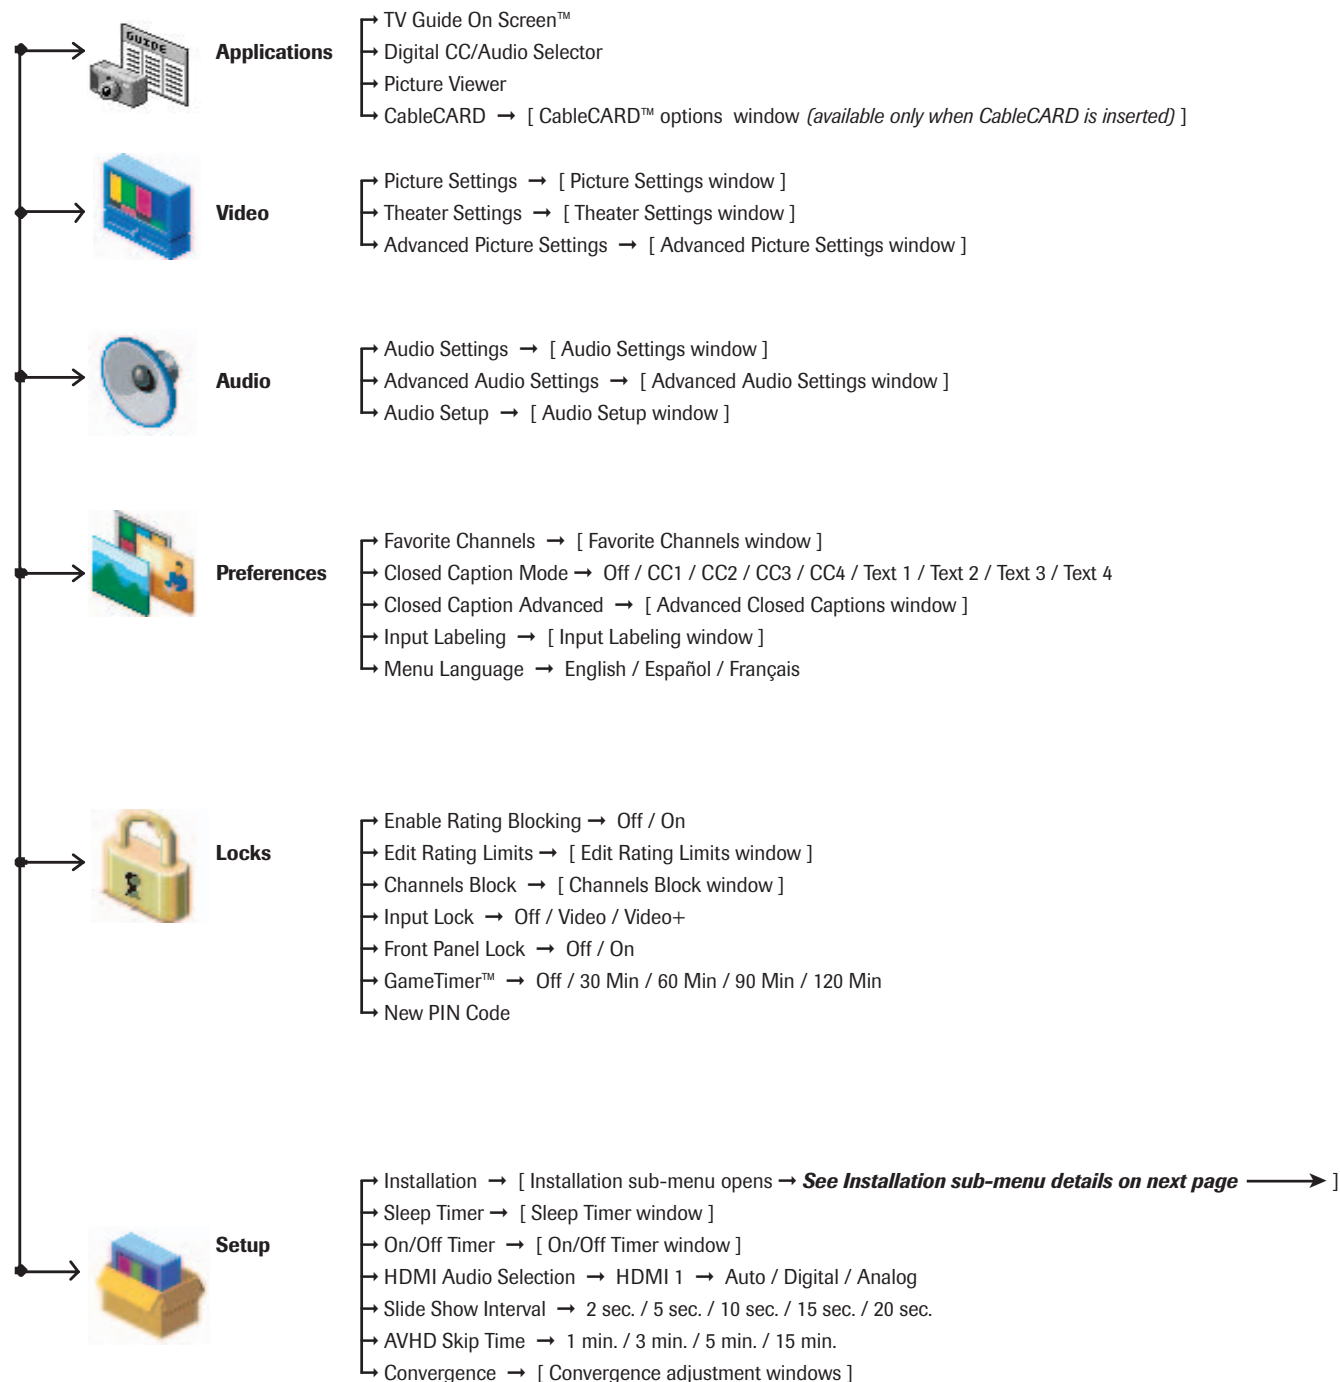 GUIDE
Applications
TV Guide On Screen™
Digital CC/Audio Selector
Picture Viewer
CableCARD → [ CableCARD™ options window (available only when CableCARD is inserted) ]
Video
Picture Settings → [ Picture Settings window ]
Theater Settings → [ Theater Settings window ]
Advanced Picture Settings → [ Advanced Picture Settings window ]
Audio
Audio Settings → [ Audio Settings window ]
Advanced Audio Settings → [ Advanced Audio Settings window ]
Audio Setup → [ Audio Setup window ]
Preferences
Favorite Channels → [ Favorite Channels window ]
Closed Caption Mode → Off / CC1 / CC2 / CC3 / CC4 / Text 1 / Text 2 / Text 3 / Text 4
Closed Caption Advanced → [ Advanced Closed Captions window ]
Input Labeling → [ Input Labeling window ]
Menu Language → English / Español / Français
Locks
Enable Rating Blocking → Off / On
Edit Rating Limits → [ Edit Rating Limits window ]
Channels Block → [ Channels Block window ]
Input Lock → Off / Video / Video+
Front Panel Lock → Off / On
GameTimer™ → Off / 30 Min / 60 Min / 90 Min / 120 Min
New PIN Code
Setup
Installation → [ Installation sub-menu opens → See Installation sub-menu details on next page → ]
Sleep Timer → [ Sleep Timer window ]
On/Off Timer → [ On/Off Timer window ]
HDMI Audio Selection → HDMI 1 → Auto / Digital / Analog
Slide Show Interval → 2 sec. / 5 sec. / 10 sec. / 15 sec. / 20 sec.
AVHD Skip Time → 1 min. / 3 min. / 5 min. / 15 min.
Convergence → [ Convergence adjustment windows ]